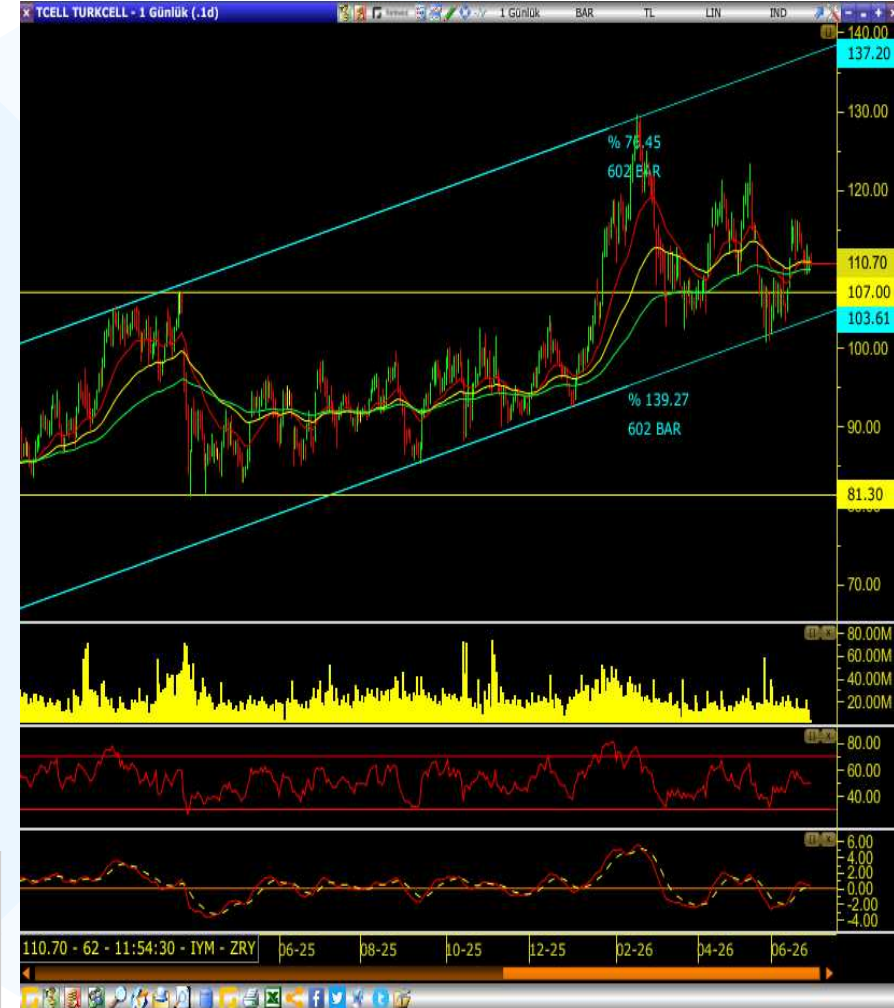 TCELL TURKCELL - 1 Günlük (.1d)
1 Günlük BAR TL LIN IND
140.00
137.20
130.00
% 76.45
602 BAR
120.00
110.70
107.00
103.61
100.00
% 139.27
602 BAR
90.00
81.30
70.00
80.00M
60.00M
40.00M
20.00M
80.00
60.00
40.00
6.00
4.00
2.00
0.00
-2.00
-4.00
110.70 - 62 - 11:54:30 - IYM - ZRY
06-25 08-25 10-25 12-25 02-26 04-26 06-26